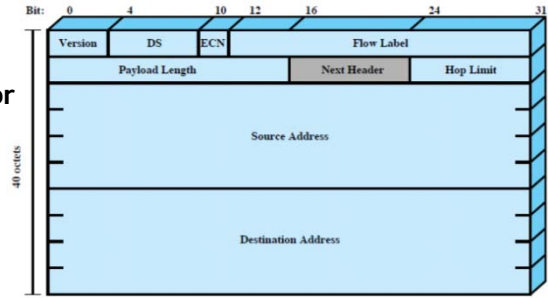 Bit: 0 4 10 12 16 24 31
Version DS ECN Flow Label
or
Payload Length Next Header Hop Limit
40 octets
Source Address
Destination Address